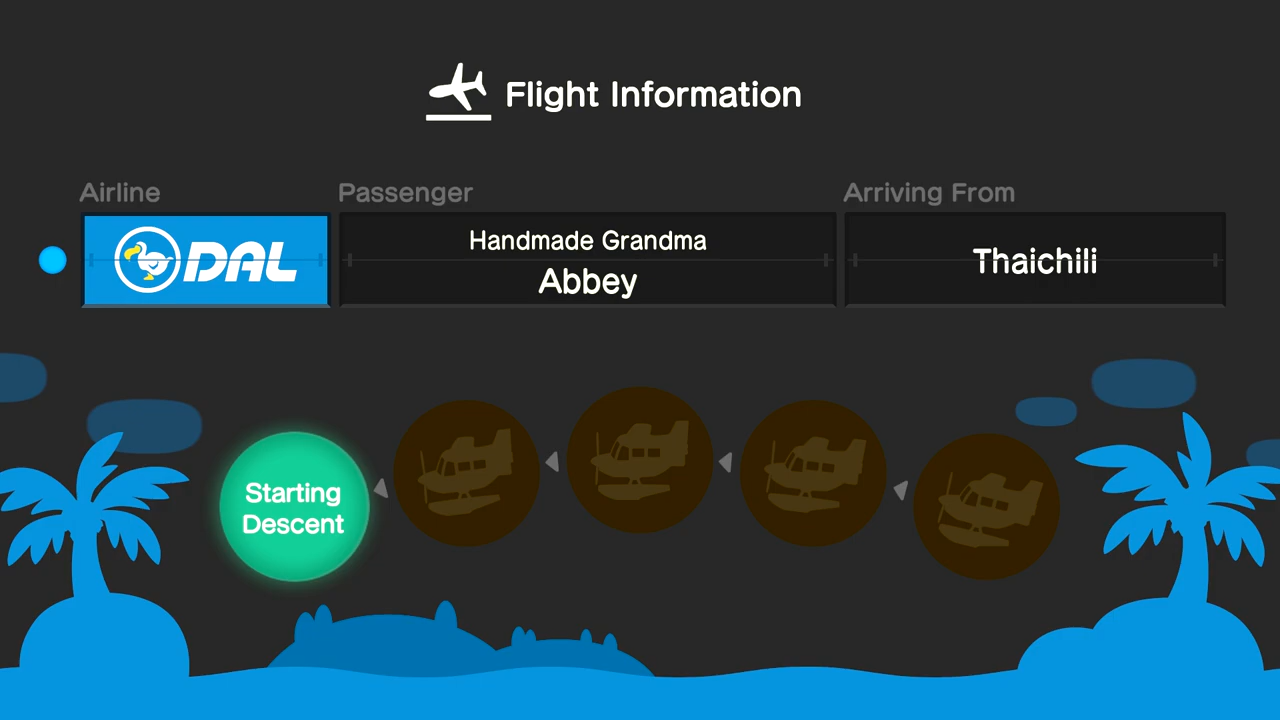 Flight Information
Airline
Passenger
Arriving From
DAL
Handmade Grandma
Abbey
Thaichili
Starting
Descent